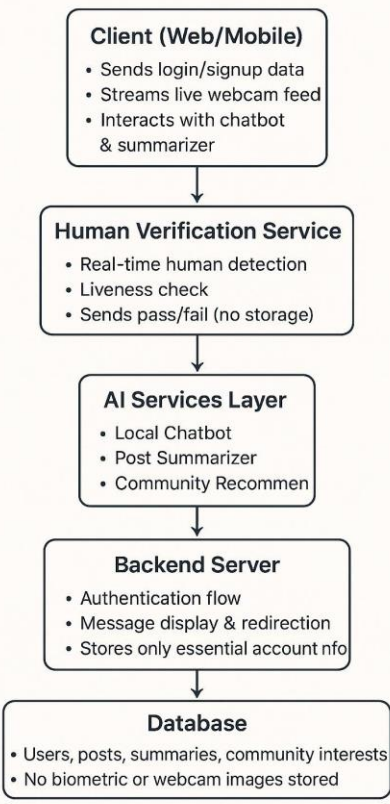 Client (Web/Mobile)
• Sends login/signup data
• Streams live webcam feed
• Interacts with chatbot
& summarizer
Human Verification Service
• Real-time human detection
• Liveness check
• Sends pass/fail (no storage)
AI Services Layer
• Local Chatbot
• Post Summarizer
• Community Recommen
Backend Server
• Authentication flow
• Message display & redirection
• Stores only essential account nfo
Database
• Users, posts, summaries, community interests
• No biometric or webcam images stored